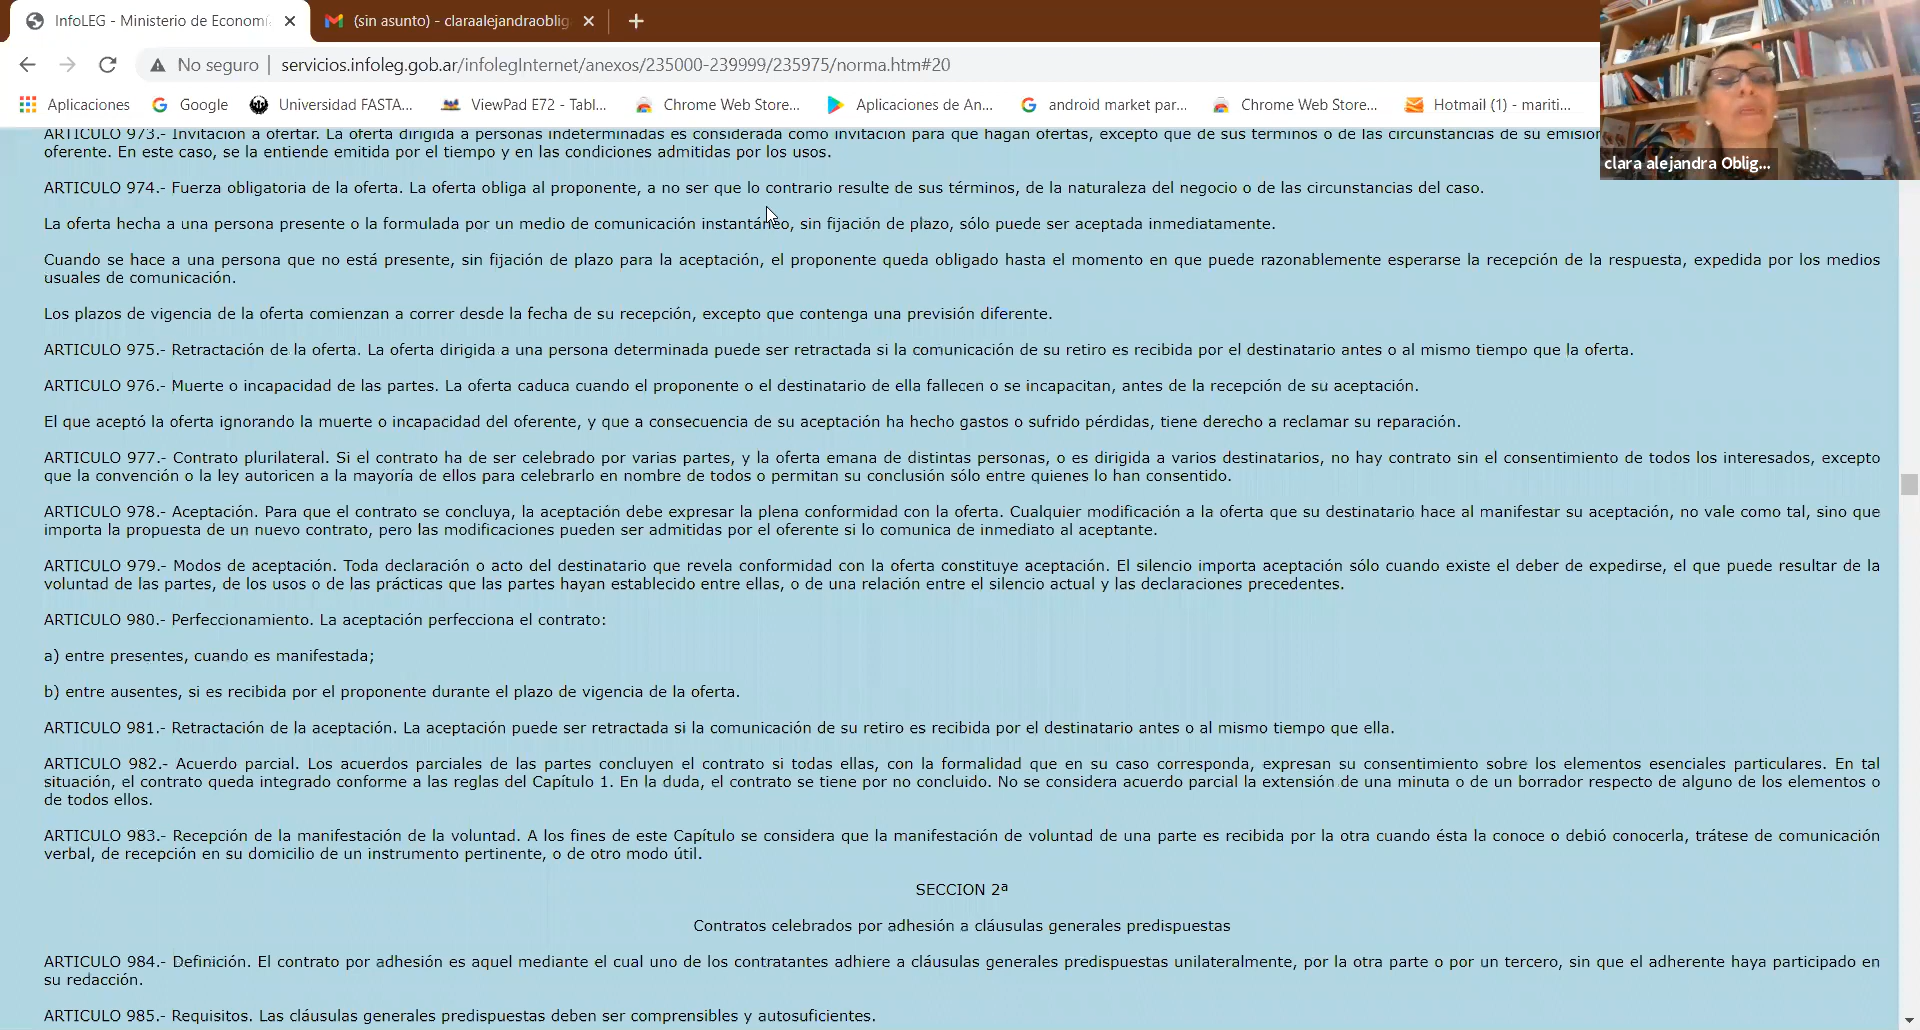 InfoLEG - Ministerio de Economí
(sin asunto) - claraalejandraoblig
No seguro | servicios.infoleg.gob.ar/infolegInternet/anexos/235000-239999/235975/norma.htm#20
Aplicaciones Google Universidad FASTA... ViewPad E72 - Tabl... Chrome Web Store... Aplicaciones de An... android market par... Chrome Web Store... Hotmail (1) - mariti...
clara alejandra Oblig...
ARTICULO 973.- Invitación a ofertar. La oferta dirigida a personas indeterminadas es considerada como invitación para que hagan ofertas, excepto que de sus términos o de las circunstancias de su emisión
oferente. En este caso, se la entiende emitida por el tiempo y en las condiciones admitidas por los usos.
ARTICULO 974.- Fuerza obligatoria de la oferta. La oferta obliga al proponente, a no ser que lo contrario resulte de sus términos, de la naturaleza del negocio o de las circunstancias del caso.
La oferta hecha a una persona presente o la formulada por un medio de comunicación instantáneo, sin fijación de plazo, sólo puede ser aceptada inmediatamente.
Cuando se hace a una persona que no está presente, sin fijación de plazo para la aceptación, el proponente queda obligado hasta el momento en que puede razonablemente esperarse la recepción de la respuesta, expedida por los medios
usuales de comunicación.
Los plazos de vigencia de la oferta comienzan a correr desde la fecha de su recepción, excepto que contenga una previsión diferente.
ARTICULO 975.- Retractación de la oferta. La oferta dirigida a una persona determinada puede ser retractada si la comunicación de su retiro es recibida por el destinatario antes o al mismo tiempo que la oferta.
ARTICULO 976.- Muerte o incapacidad de las partes. La oferta caduca cuando el proponente o el destinatario de ella fallecen o se incapacitan, antes de la recepción de su aceptación.
El que aceptó la oferta ignorando la muerte o incapacidad del oferente, y que a consecuencia de su aceptación ha hecho gastos o sufrido pérdidas, tiene derecho a reclamar su reparación.
ARTICULO 977.- Contrato plurilateral. Si el contrato ha de ser celebrado por varias partes, y la oferta emana de distintas personas, o es dirigida a varios destinatarios, no hay contrato sin el consentimiento de todos los interesados, excepto
que la convención o la ley autoricen a la mayoría de ellos para celebrarlo en nombre de todos o permitan su conclusión sólo entre quienes lo han consentido.
ARTICULO 978.- Aceptación. Para que el contrato se concluya, la aceptación debe expresar la plena conformidad con la oferta. Cualquier modificación a la oferta que su destinatario hace al manifestar su aceptación, no vale como tal, sino que
importa la propuesta de un nuevo contrato, pero las modificaciones pueden ser admitidas por el oferente si lo comunica de inmediato al aceptante.
ARTICULO 979.- Modos de aceptación. Toda declaración o acto del destinatario que revela conformidad con la oferta constituye aceptación. El silencio importa aceptación sólo cuando existe el deber de expedirse, el que puede resultar de la
voluntad de las partes, de los usos o de las prácticas que las partes hayan establecido entre ellas, o de una relación entre el silencio actual y las declaraciones precedentes.
ARTICULO 980.- Perfeccionamiento. La aceptación perfecciona el contrato:
a) entre presentes, cuando es manifestada;
b) entre ausentes, si es recibida por el proponente durante el plazo de vigencia de la oferta.
ARTICULO 981.- Retractación de la aceptación. La aceptación puede ser retractada si la comunicación de su retiro es recibida por el destinatario antes o al mismo tiempo que ella.
ARTICULO 982.- Acuerdo parcial. Los acuerdos parciales de las partes concluyen el contrato si todas ellas, con la formalidad que en su caso corresponda, expresan su consentimiento sobre los elementos esenciales particulares. En tal
situación, el contrato queda integrado conforme a las reglas del Capítulo 1. En la duda, el contrato se tiene por no concluido. No se considera acuerdo parcial la extensión de una minuta o de un borrador respecto de alguno de los elementos o
de todos ellos.
ARTICULO 983.- Recepción de la manifestación de la voluntad. A los fines de este Capítulo se considera que la manifestación de voluntad de una parte es recibida por la otra cuando ésta la conoce o debió conocerla, trátese de comunicación
verbal, de recepción en su domicilio de un instrumento pertinente, o de otro modo útil.
SECCION 2ª
Contratos celebrados por adhesión a cláusulas generales predispuestas
ARTICULO 984.- Definición. El contrato por adhesión es aquel mediante el cual uno de los contratantes adhiere a cláusulas generales predispuestas unilateralmente, por la otra parte o por un tercero, sin que el adherente haya participado en
su redacción.
ARTICULO 985.- Requisitos. Las cláusulas generales predispuestas deben ser comprensibles y autosuficientes.